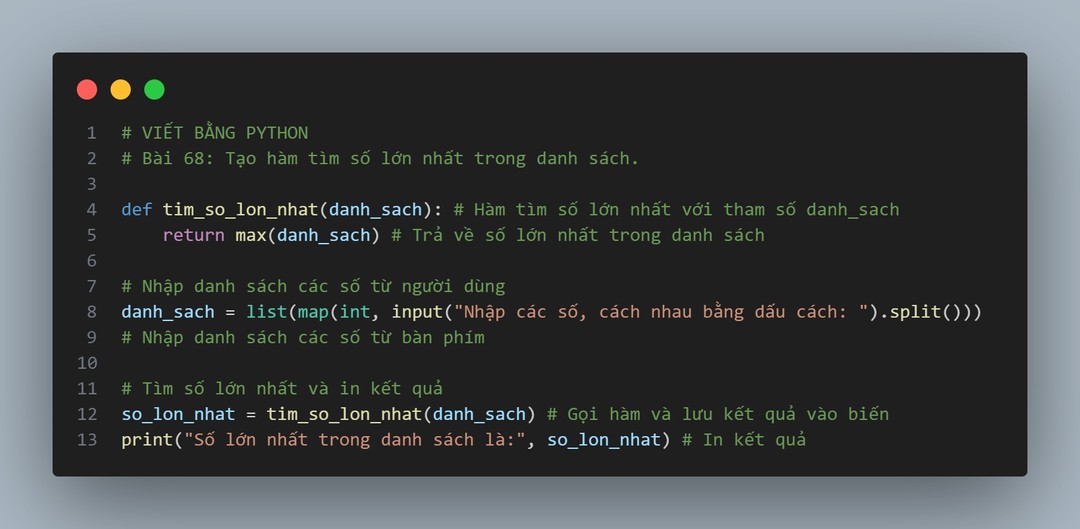 1 # VIẾT BẰNG PYTHON
2 # Bài 68: Tạo hàm tìm số lớn nhất trong danh sách.
3
4 def tim_so_lon_nhat(danh_sach): # Hàm tìm số lớn nhất với tham số danh_sach
5     return max(danh_sach) # Trả về số lớn nhất trong danh sách
6
7 # Nhập danh sách các số từ người dùng
8 danh_sach = list(map(int, input("Nhập các số, cách nhau bằng dấu cách: ").split()))
9 # Nhập danh sách các số từ bàn phím
10
11 # Tìm số lớn nhất và in kết quả
12 so_lon_nhat = tim_so_lon_nhat(danh_sach) # Gọi hàm và lưu kết quả vào biến
13 print("Số lớn nhất trong danh sách là:", so_lon_nhat) # In kết quả